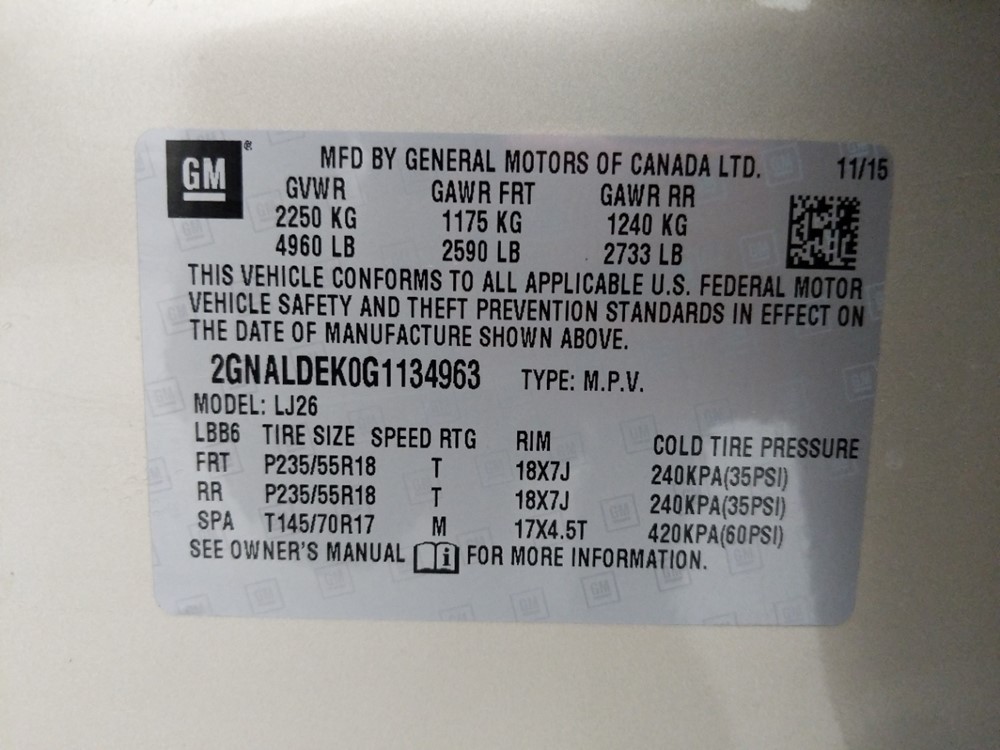 GM ® MFD BY GENERAL MOTORS OF CANADA LTD. 11/15
GVWR GAWR FRT GAWR RR
2250 KG 1175 KG 1240 KG
4960 LB 2590 LB 2733 LB
THIS VEHICLE CONFORMS TO ALL APPLICABLE U.S. FEDERAL MOTOR
VEHICLE SAFETY AND THEFT PREVENTION STANDARDS IN EFFECT ON
THE DATE OF MANUFACTURE SHOWN ABOVE.
2GNALDEK0G1134963 TYPE: M.P.V.
MODEL: LJ26
LBB6 TIRE SIZE SPEED RTG RIM COLD TIRE PRESSURE
FRT P235/55R18 T 18X7J 240KPA(35PSI)
RR P235/55R18 T 18X7J 240KPA(35PSI)
SPA T145/70R17 M 17X4.5T 420KPA(60PSI)
SEE OWNER'S MANUAL i FOR MORE INFORMATION.